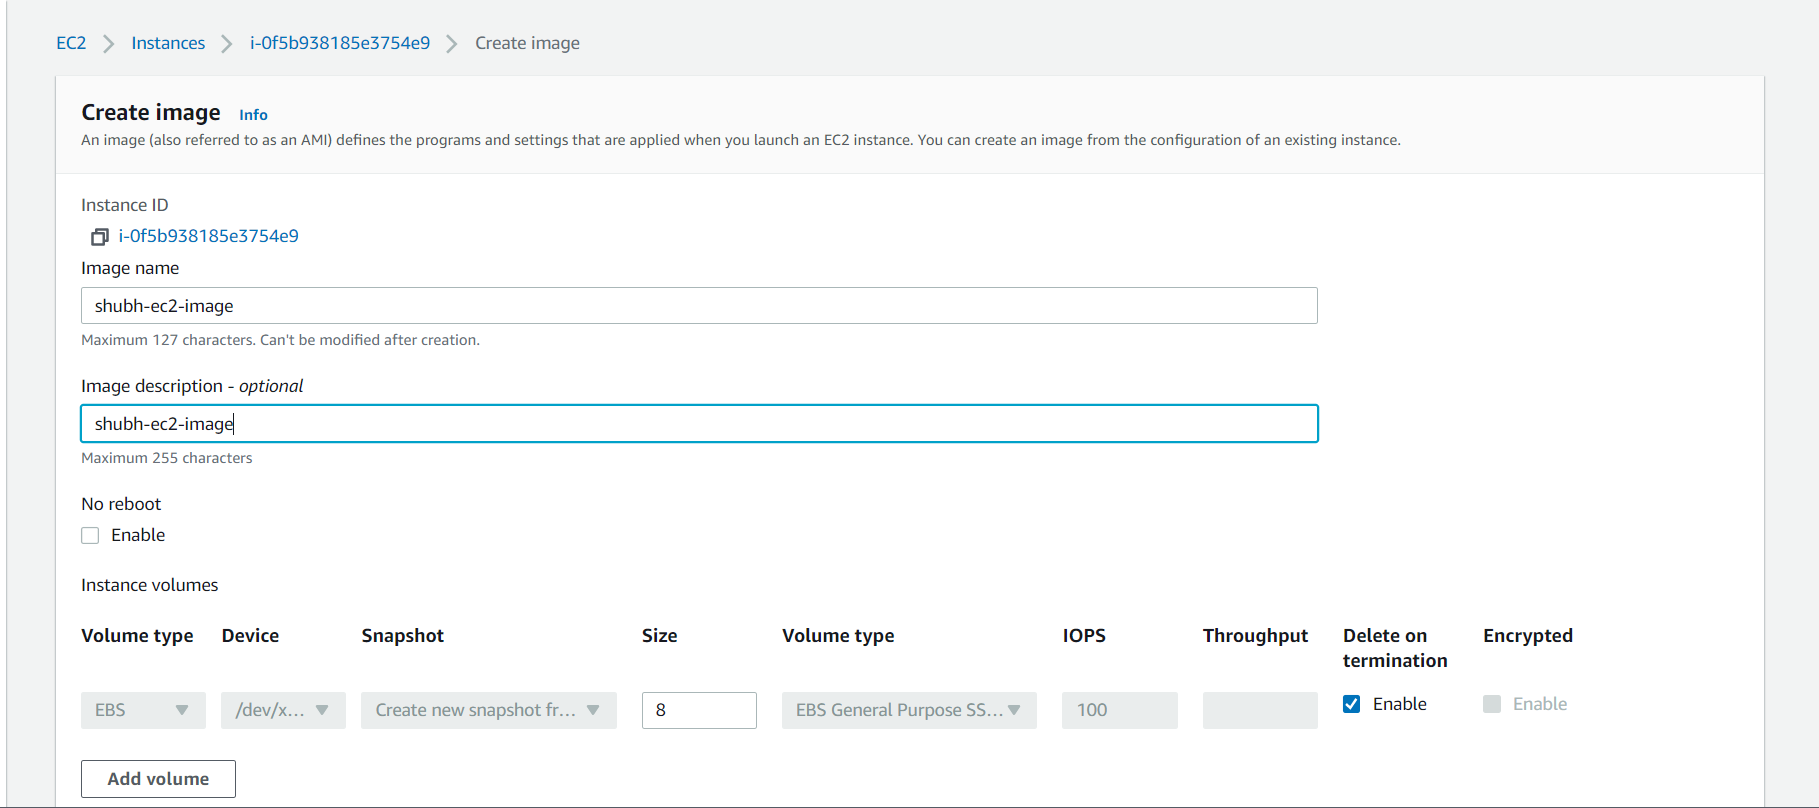 EC2 Instances i-0f5b938185e3754e9 Create image
Create image Info
An image (also referred to as an AMI) defines the programs and settings that are applied when you launch an EC2 instance. You can create an image from the configuration of an existing instance.
Instance ID
i-0f5b938185e3754e9
Image name
shubh-ec2-image
Maximum 127 characters. Can't be modified after creation.
Image description - optional
shubh-ec2-image
Maximum 255 characters
No reboot
Enable
Instance volumes
Volume type Device Snapshot Size Volume type IOPS Throughput Delete on termination Encrypted
EBS /dev/x... Create new snapshot fr... 8 EBS General Purpose SS... 100 Enable Enable
Add volume